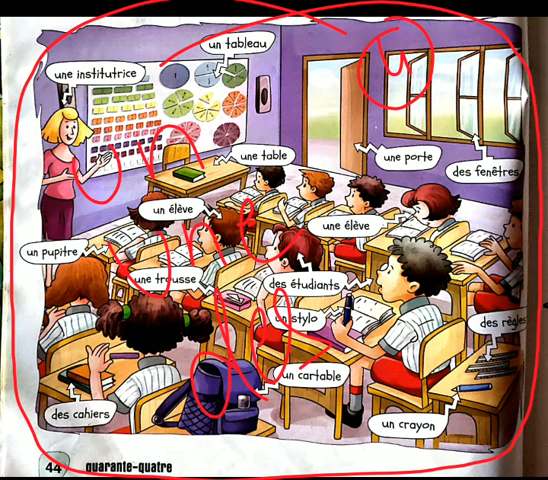 un tableau
une institutrice
une table
une porte
des fenêtres
un élève
une élève
un pupitre
une trousse
des étudiants
un stylo
des règles
un cartable
des cahiers
un crayon
44 quarante-quatre